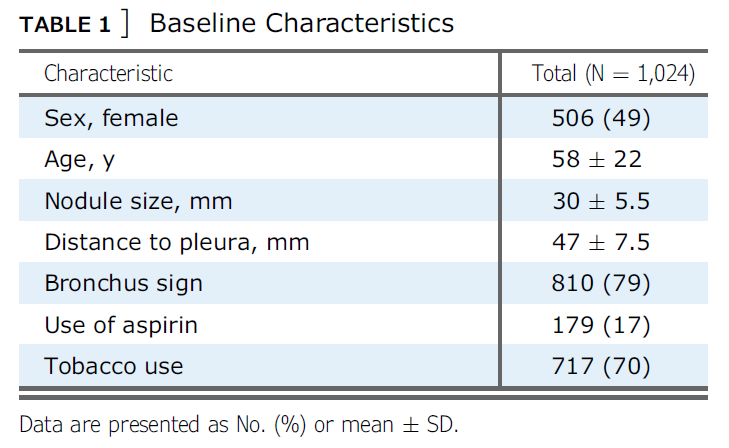 TABLE 1 ] Baseline Characteristics
Characteristic Total (N = 1,024)
Sex, female 506 (49)
Age, y 58 ± 22
Nodule size, mm 30 ± 5.5
Distance to pleura, mm 47 ± 7.5
Bronchus sign 810 (79)
Use of aspirin 179 (17)
Tobacco use 717 (70)
Data are presented as No. (%) or mean ± SD.